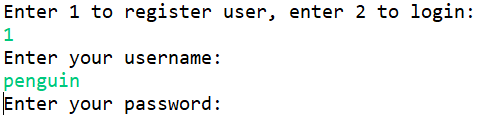 Enter 1 to register user, enter 2 to login:
1
Enter your username:
penguin
Enter your password: